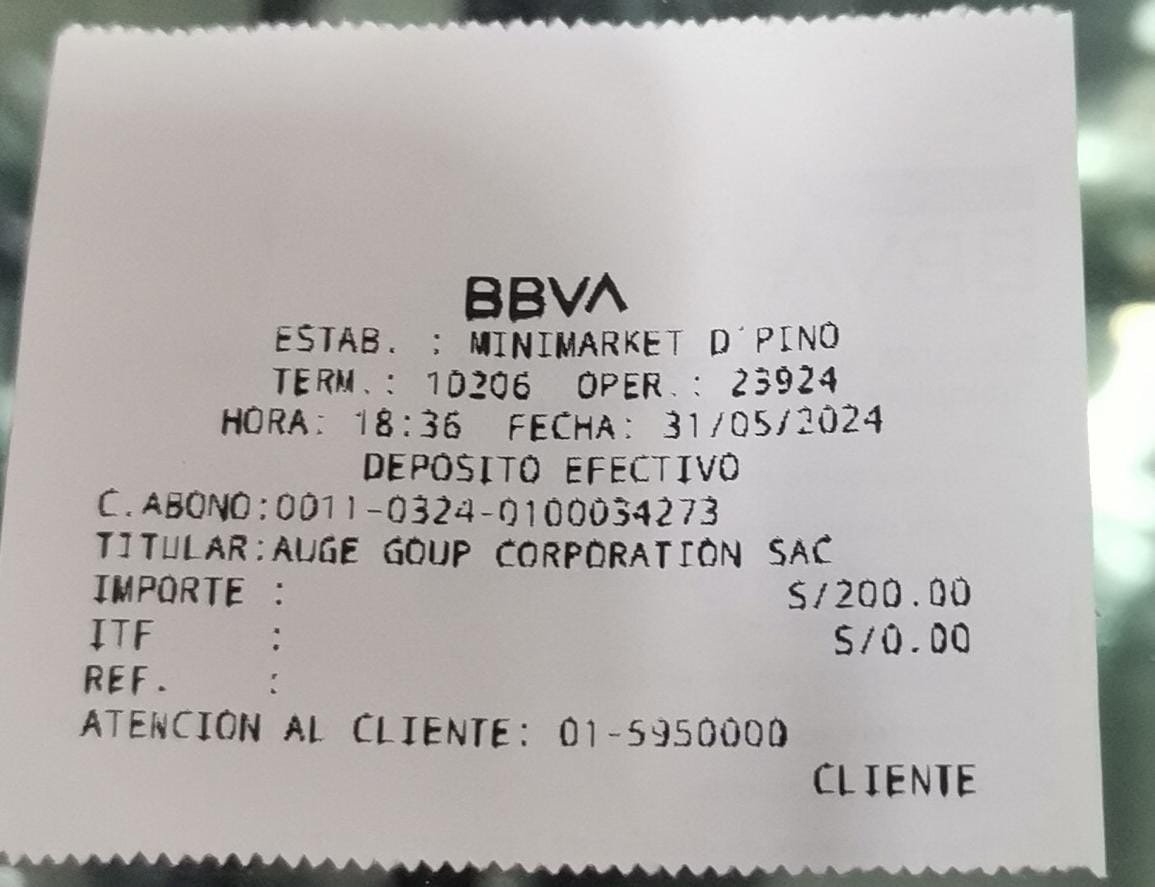 BBVA
ESTAB. : MINIMARKET D'PINO
TERM.: 10206 OPER.: 23924
HORA: 18:36 FECHA: 31/05/2024
DEPOSITO EFECTIVO
C.ABONO:0011-0324-0100034273
TITULAR:AUGE GOUP CORPORATION SAC
IMPORTE : S/200.00
ITF : S/0.00
REF. :
ATENCION AL CLIENTE: 01-5950000
CLIENTE